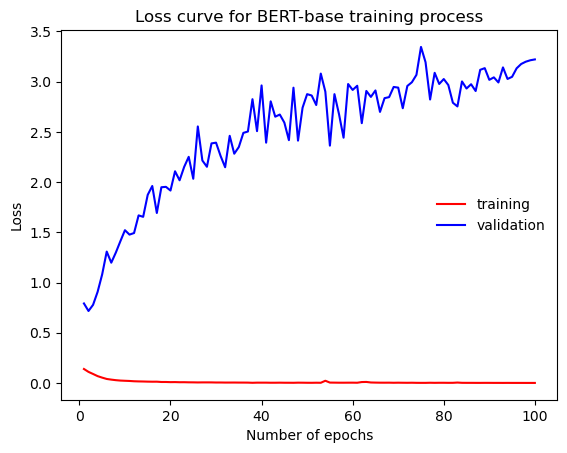 Loss curve for BERT-base training process
3.5
3.0
2.5
2.0
1.5
1.0
0.5
0.0
Loss
training
validation
0 20 40 60 80 100
Number of epochs